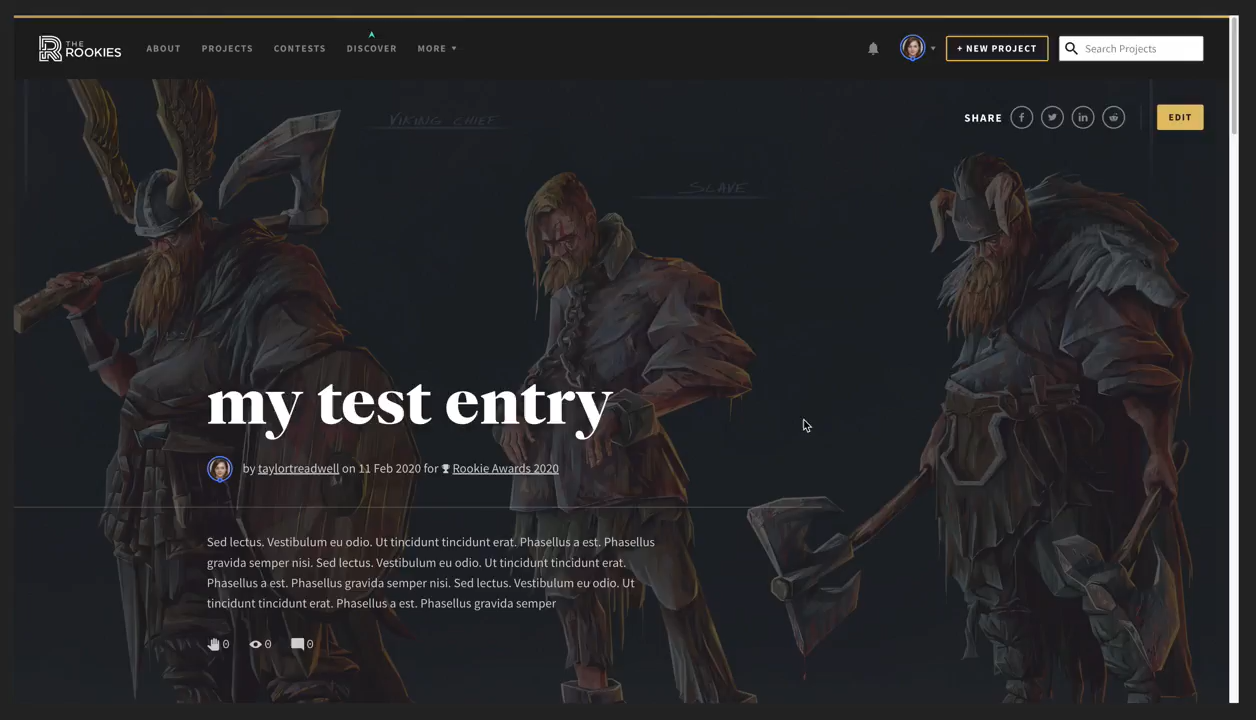 THE
ROOKIES
ABOUT
PROJECTS
CONTESTS
DISCOVER
MORE
+ NEW PROJECT
Search Projects
VIKING CHIEF
SHARE
EDIT
SLAVE
my test entry
by taylortreadwell on 11 Feb 2020 for Rookie Awards 2020
Sed lectus. Vestibulum eu odio. Ut tincidunt tincidunt erat. Phasellus a est. Phasellus
gravida semper nisi. Sed lectus. Vestibulum eu odio. Ut tincidunt tincidunt erat.
Phasellus a est. Phasellus gravida semper nisi. Sed lectus. Vestibulum eu odio. Ut
tincidunt tincidunt erat. Phasellus a est. Phasellus gravida semper
0
0
0